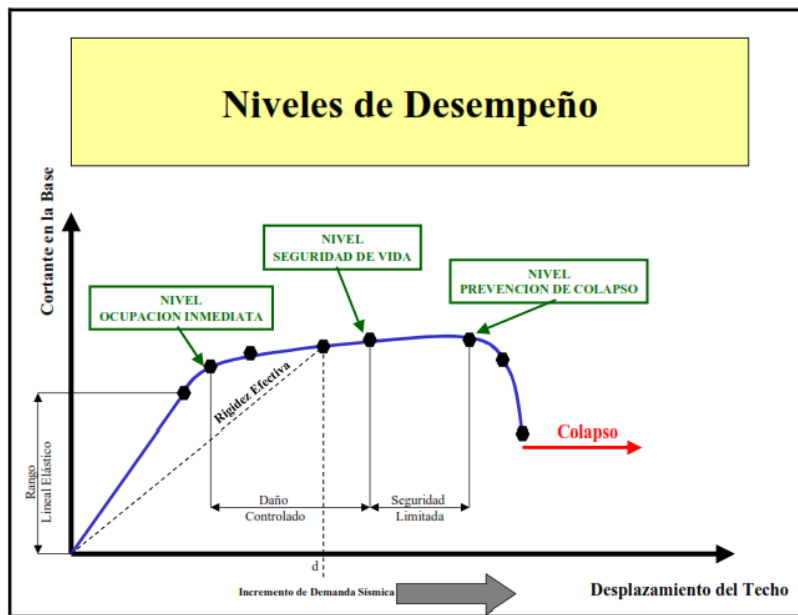 Niveles de Desempeño
Cortante en la Base
NIVEL
SEGURIDAD DE VIDA
NIVEL
PREVENCION DE COLAPSO
NIVEL
OCUPACION INMEDIATA
Rigidez Efectiva
Colapso
Rango
Lineal Elástico
Daño
Controlado
Seguridad
Limitada
d
Incremento de Demanda Sísmica
Desplazamiento del Techo